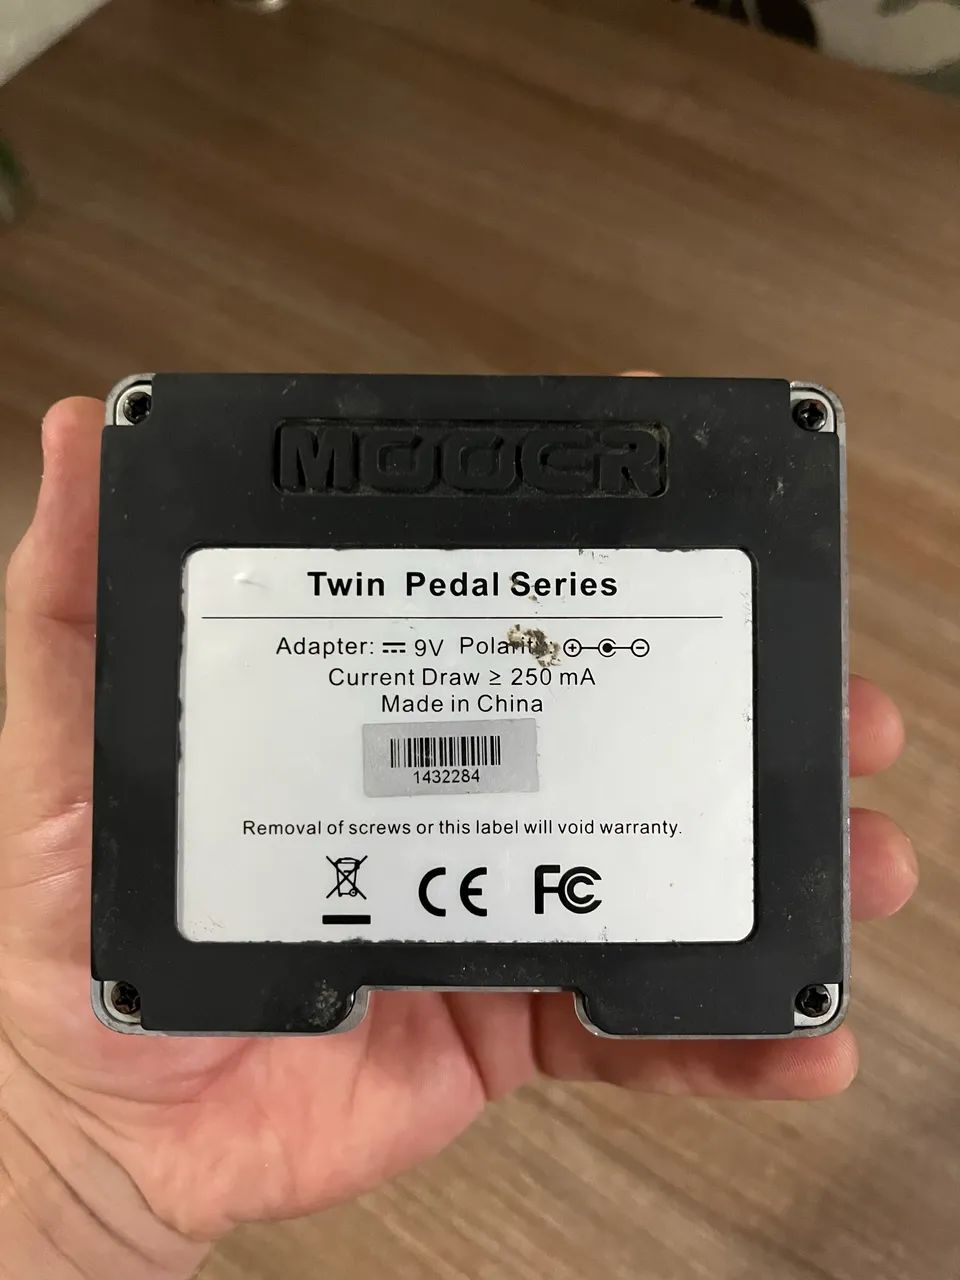 MOOER
Twin Pedal Series
Adapter: ⎓ 9V Polarity: ⊕-⊙-⊖
Current Draw ≥ 250 mA
Made in China
1432284
Removal of screws or this label will void warranty.
CE FC